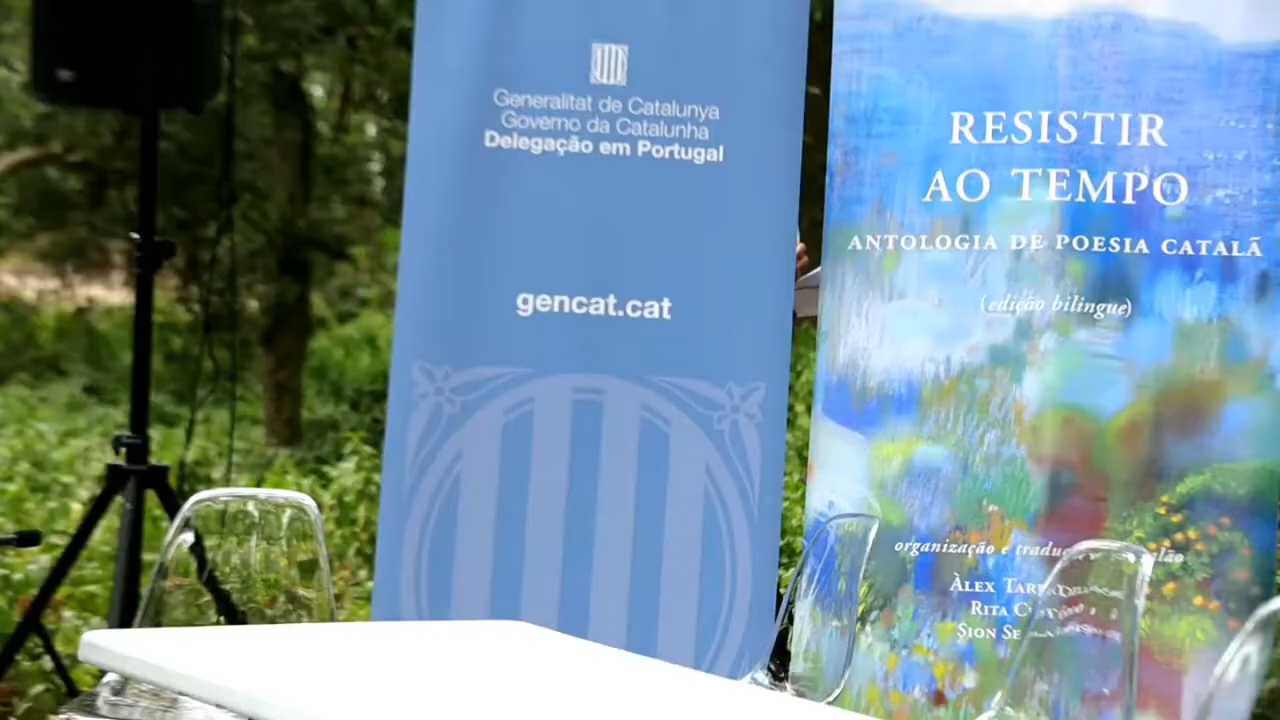 Generalitat de Catalunya
Governo da Catalunha
Delegação em Portugal
gencat.cat
RESISTIR
AO TEMPO
ANTOLOGIA DE POESIA CATALÃ
(edição bilingue)
organização e
ÀLEX
RITA
SION